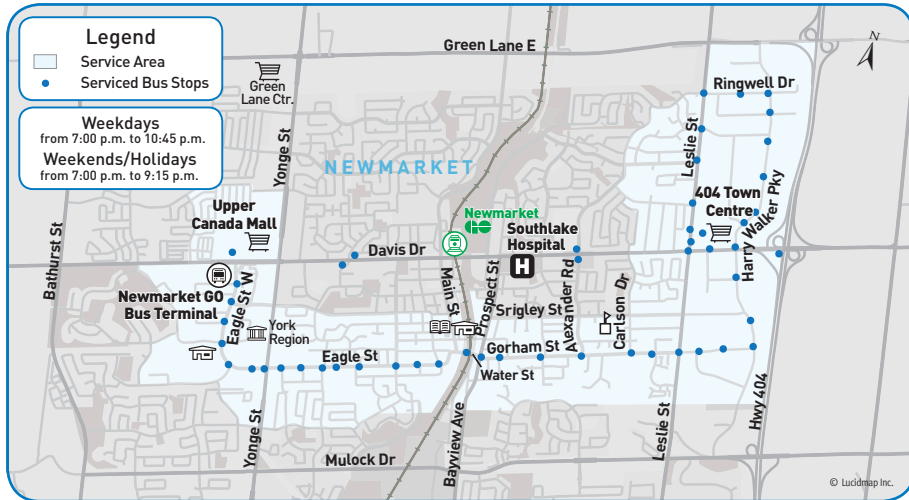 Legend
Service Area
Serviced Bus Stops
Weekdays
from 7:00 p.m. to 10:45 p.m.
Weekends/Holidays
from 7:00 p.m. to 9:15 p.m.
Green Lane E
N
Green
Lane Ctr.
Yonge St
Ringwell Dr
Leslie St
NEWMARKET
404 Town
Centre
Harry Walker Pky
Upper
Canada Mall
Newmarket
Southlake
Hospital
H
Bathurst St
Davis Dr
Main St
Prospect St
Alexander Rd
Carlson Dr
Newmarket GO
Bus Terminal
Eagle St W
Srigley St
York
Region
Eagle St
Gorham St
Water St
Yonge St
Mulock Dr
Bayview Ave
Leslie St
Hwy 404
© Lucidmap Inc.